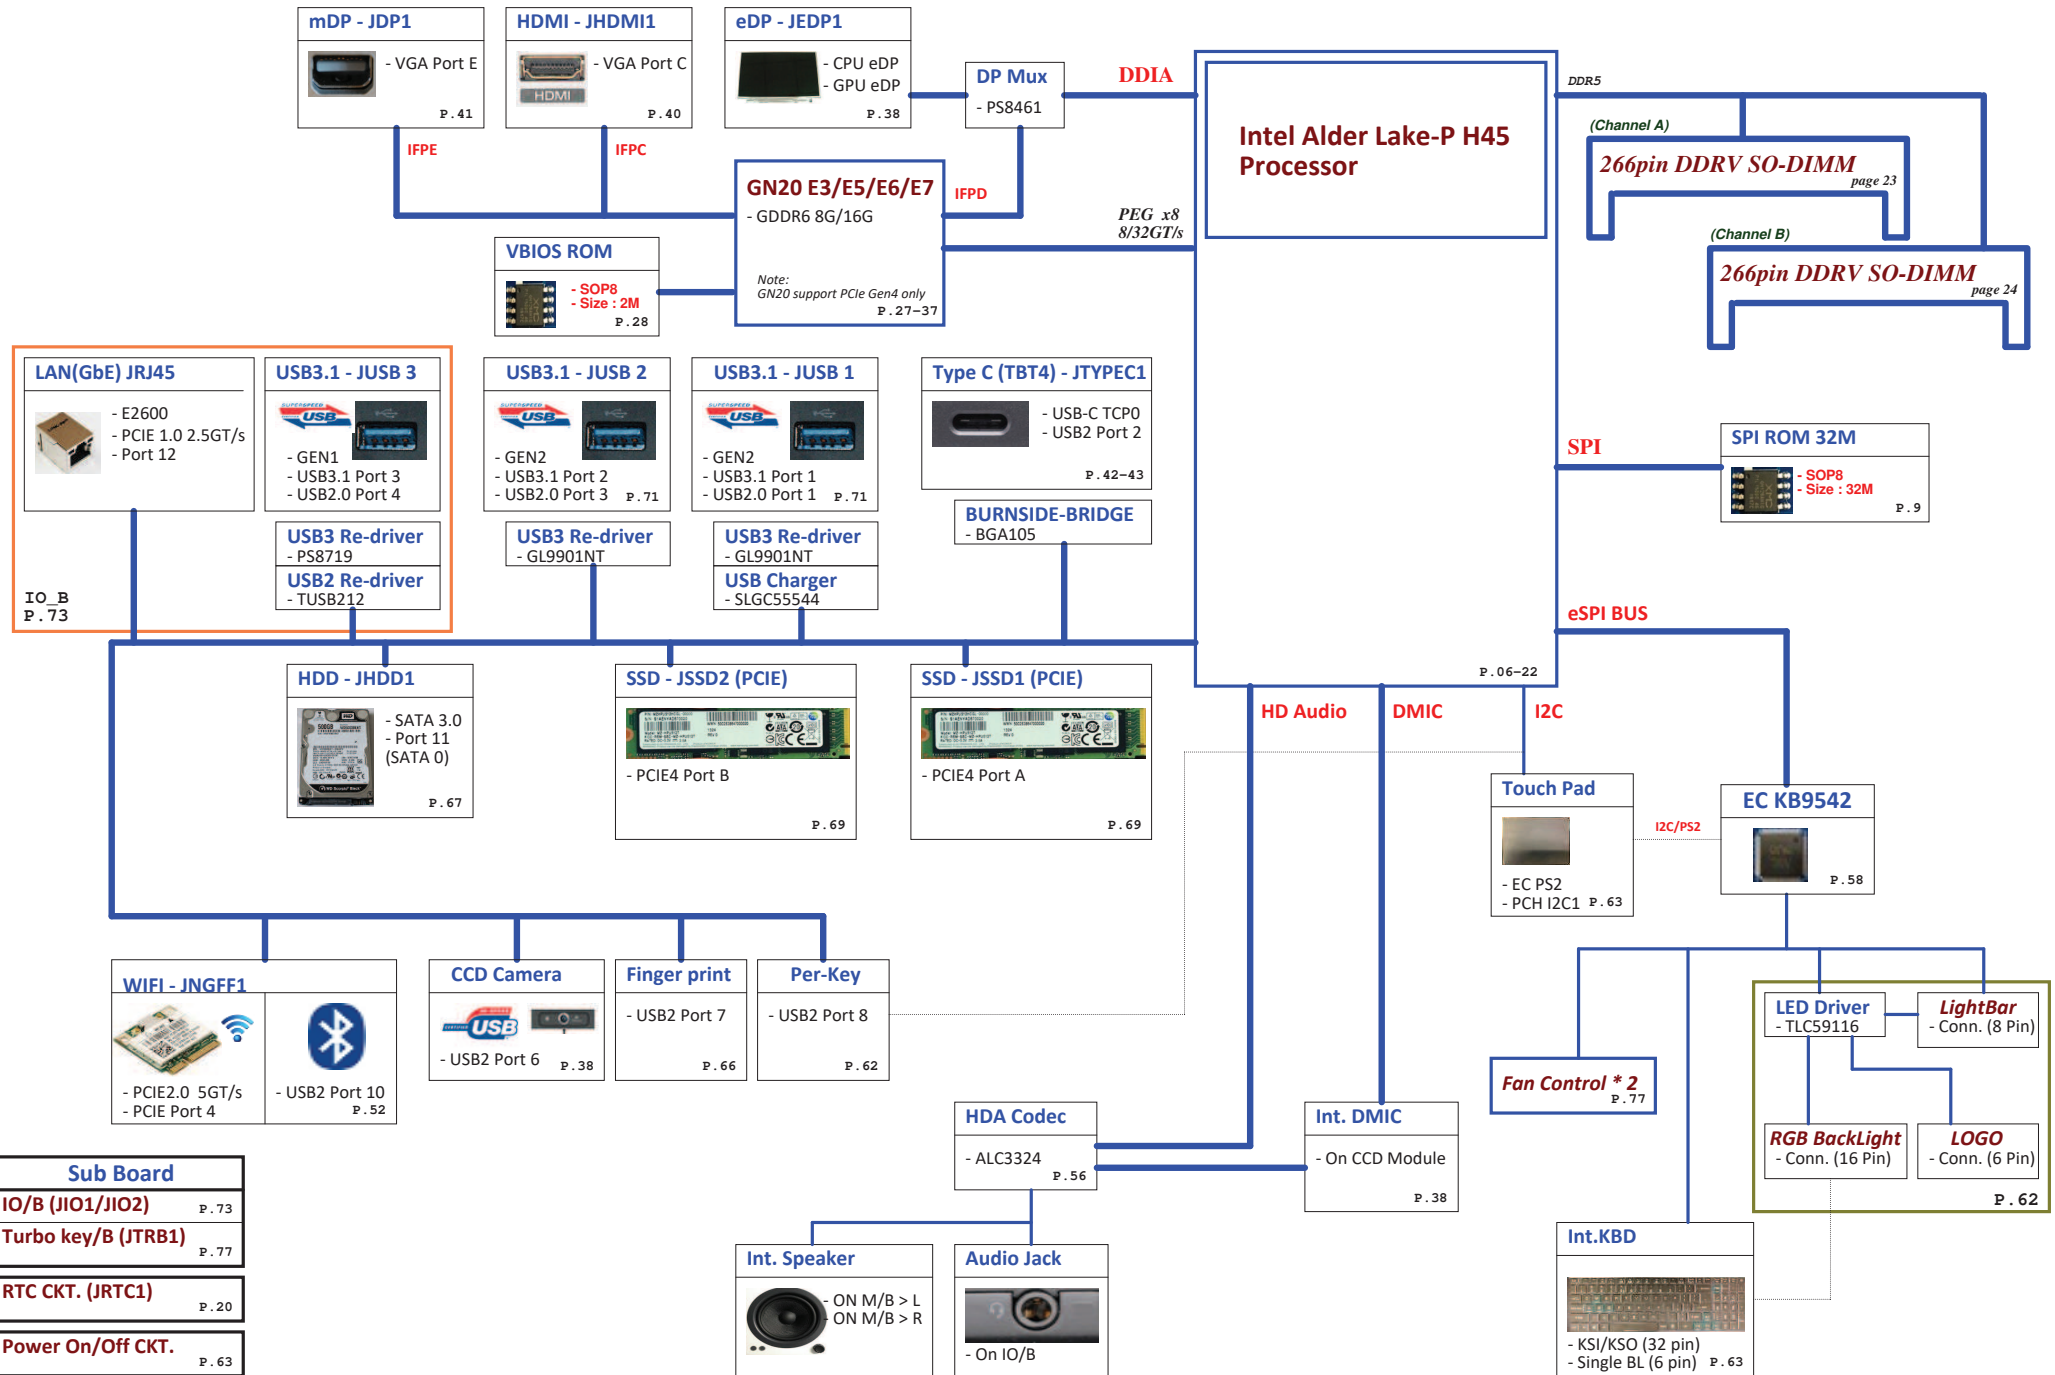 mDP - JDP1
- VGA Port E
P.41
HDMI - JHDMI1
- VGA Port C
HDMI
P.40
eDP - JEDP1
- CPU eDP
- GPU eDP
P.38
DP Mux
- PS8461
DDIA
IFPE
IFPC
IFPD
GN20 E3/E5/E6/E7
- GDDR6 8G/16G
Note:
GN20 support PCIe Gen4 only
P.27-37
PEG x8
8/32GT/s
VBIOS ROM
- SOP8
- Size : 2M
P.28
Intel Alder Lake-P H45
Processor
P.06-22
DDR5
(Channel A)
266pin DDRV SO-DIMM
page 23
(Channel B)
266pin DDRV SO-DIMM
page 24
LAN(GbE) JRJ45
- E2600
- PCIE 1.0 2.5GT/s
- Port 12
USB3.1 - JUSB 3
SUPERSPEED
USB
- GEN1
- USB3.1 Port 3
- USB2.0 Port 4
USB3 Re-driver
- PS8719
USB2 Re-driver
- TUSB212
IO_B
P.73
USB3.1 - JUSB 2
SUPERSPEED
USB
- GEN2
- USB3.1 Port 2
- USB2.0 Port 3 P.71
USB3 Re-driver
- GL9901NT
USB3.1 - JUSB 1
SUPERSPEED
USB
- GEN2
- USB3.1 Port 1
- USB2.0 Port 1 P.71
USB3 Re-driver
- GL9901NT
USB Charger
- SLGC55544
Type C (TBT4) - JTYPEC1
- USB-C TCP0
- USB2 Port 2
P.42-43
BURNSIDE-BRIDGE
- BGA105
SPI
SPI ROM 32M
- SOP8
- Size : 32M
P.9
eSPI BUS
HDD - JHDD1
- SATA 3.0
- Port 11
(SATA 0)
P.67
SSD - JSSD2 (PCIE)
- PCIE4 Port B
P.69
SSD - JSSD1 (PCIE)
- PCIE4 Port A
P.69
HD Audio
DMIC
I2C
Touch Pad
- EC PS2
- PCH I2C1 P.63
I2C/PS2
EC KB9542
P.58
WIFI - JNGFF1
- PCIE2.0 5GT/s
- PCIE Port 4
- USB2 Port 10
P.52
CCD Camera
USB
- USB2 Port 6 P.38
Finger print
- USB2 Port 7
P.66
Per-Key
- USB2 Port 8
P.62
HDA Codec
- ALC3324
P.56
Int. DMIC
- On CCD Module
P.38
Fan Control * 2
P.77
LED Driver
- TLC59116
LightBar
- Conn. (8 Pin)
RGB BackLight
- Conn. (16 Pin)
LOGO
- Conn. (6 Pin)
P.62
Sub Board
IO/B (JIO1/JIO2) P.73
Turbo key/B (JTRB1)
P.77
RTC CKT. (JRTC1)
P.20
Power On/Off CKT.
P.63
Int. Speaker
- ON M/B > L
- ON M/B > R
Audio Jack
- On IO/B
Int.KBD
- KSI/KSO (32 pin)
- Single BL (6 pin) P.63